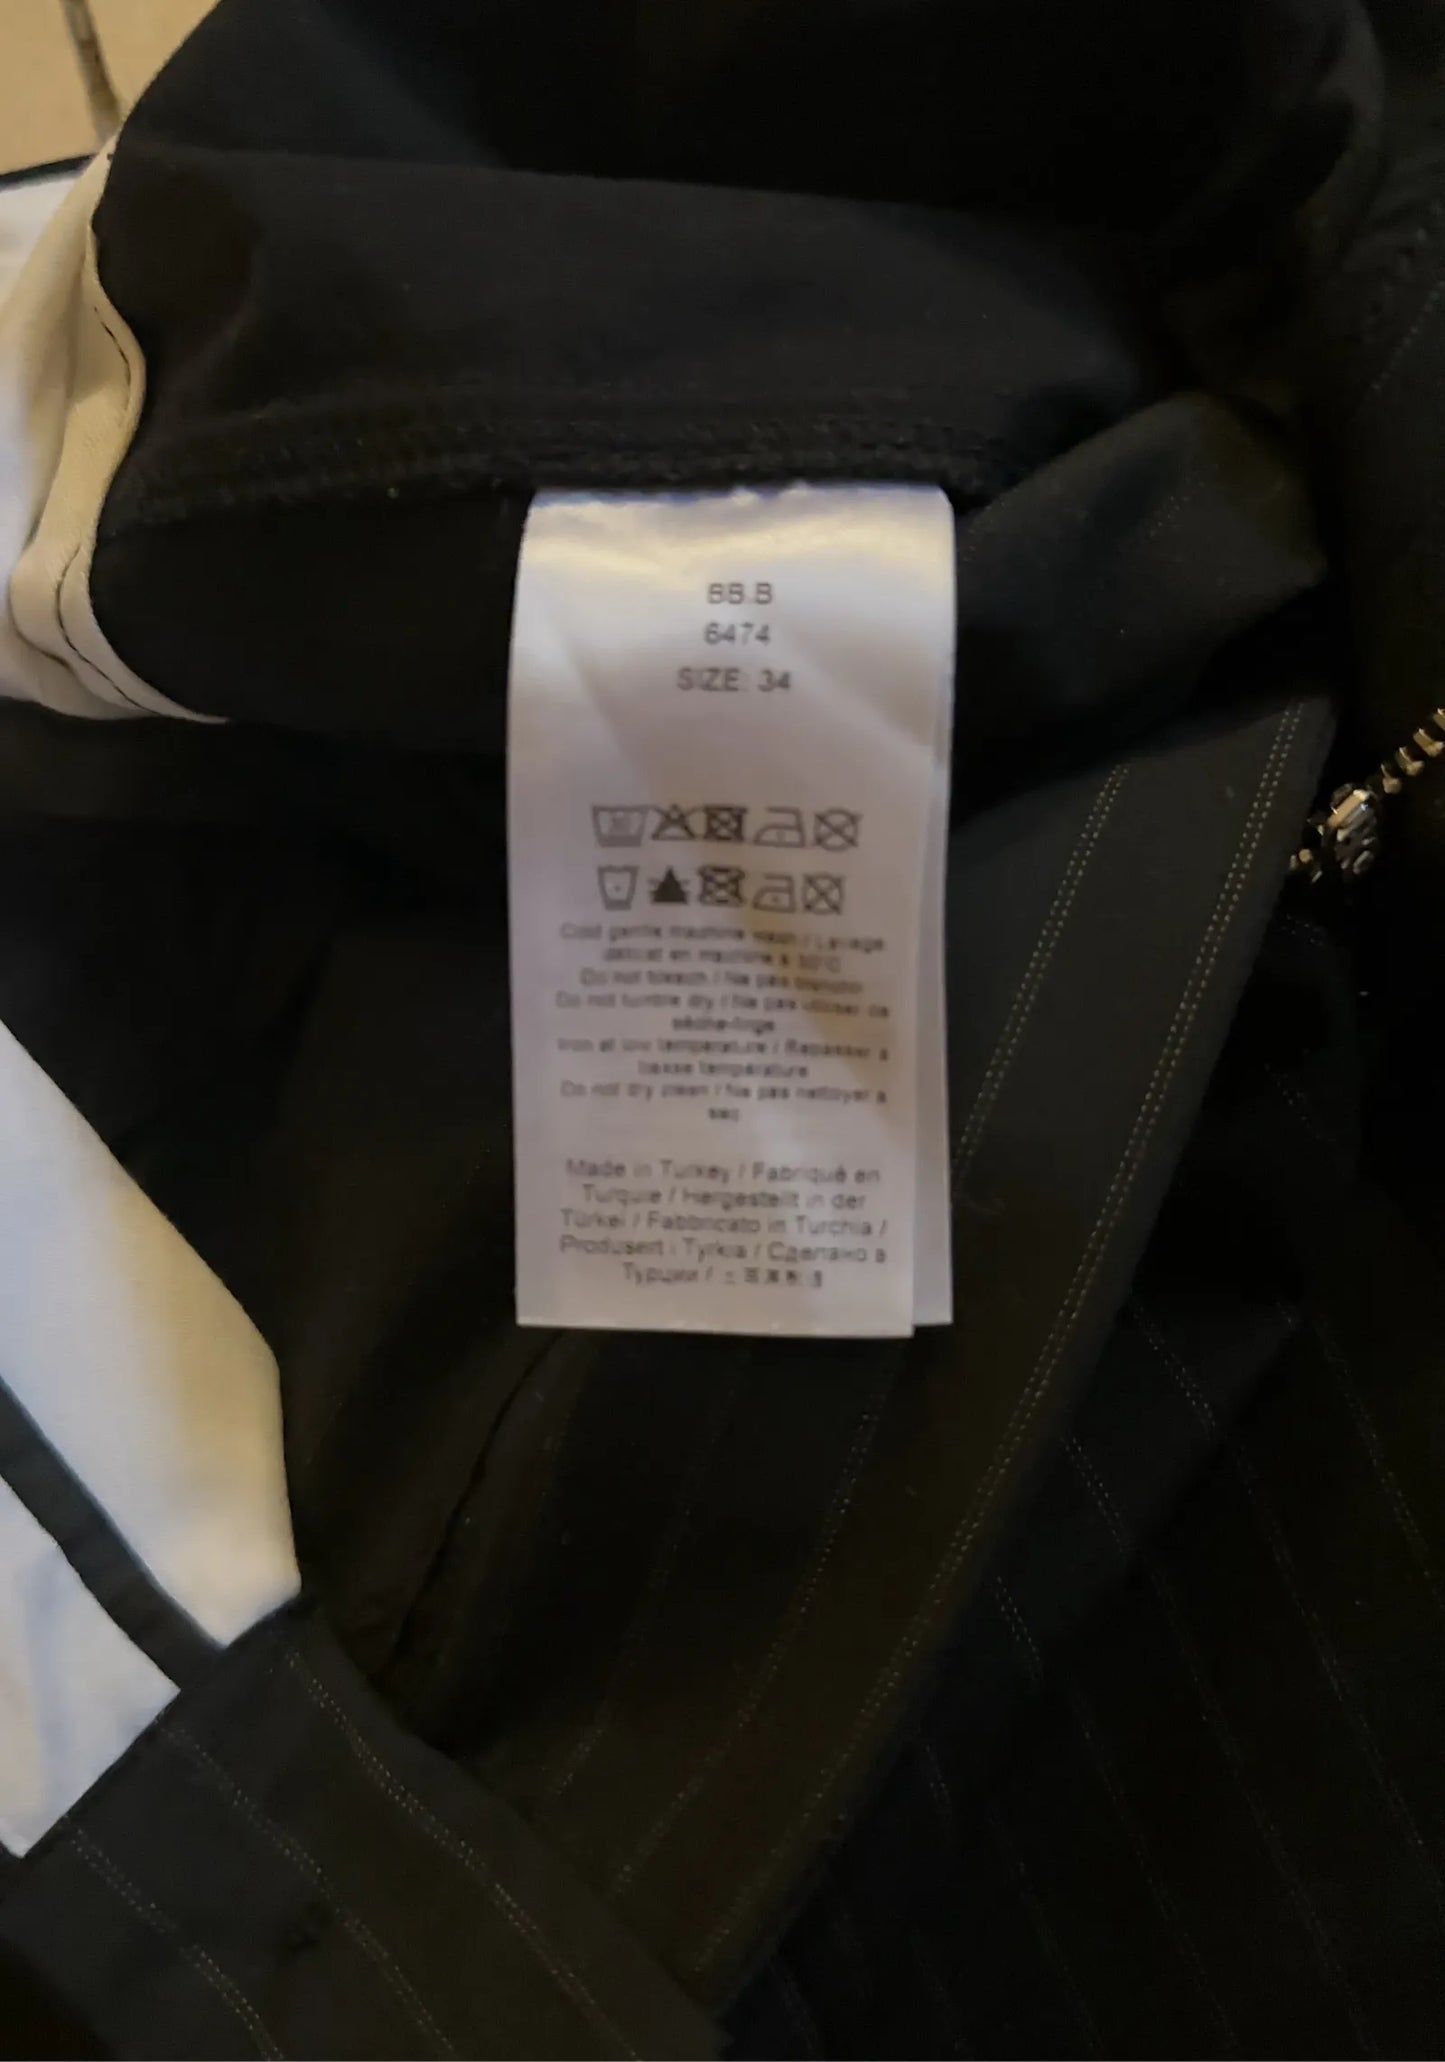 BB.B
6474
SIZE: 34
Cold gentle machine wash / Lavage
délicat en machine à 30°C
Do not bleach / Ne pas blanchir
Do not tumble dry / Ne pas utiliser de
sèche-linge
Iron at low temperature / Repasser à
basse température
Do not dry clean / Ne pas nettoyer à
sec
Made in Turkey / Fabriqué en
Turquie / Hergestellt in der
Türkei / Fabbricato in Turchia /
Produsert i Tyrkia / Сделано в
Турции /